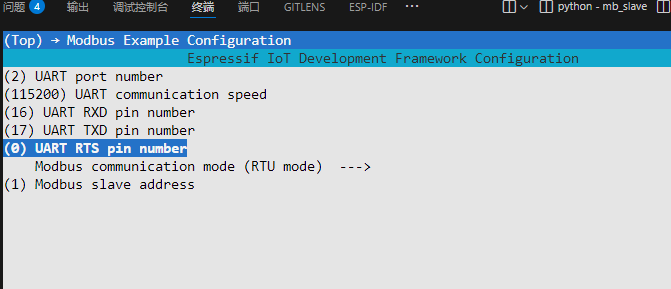 问题 4 输出 调试控制台 终端 端口 GITLENS ESP-IDF ··· python - mb_slave
(Top) → Modbus Example Configuration
Espressif IoT Development Framework Configuration
(2) UART port number
(115200) UART communication speed
(16) UART RXD pin number
(17) UART TXD pin number
(0) UART RTS pin number
Modbus communication mode (RTU mode) --->
(1) Modbus slave address